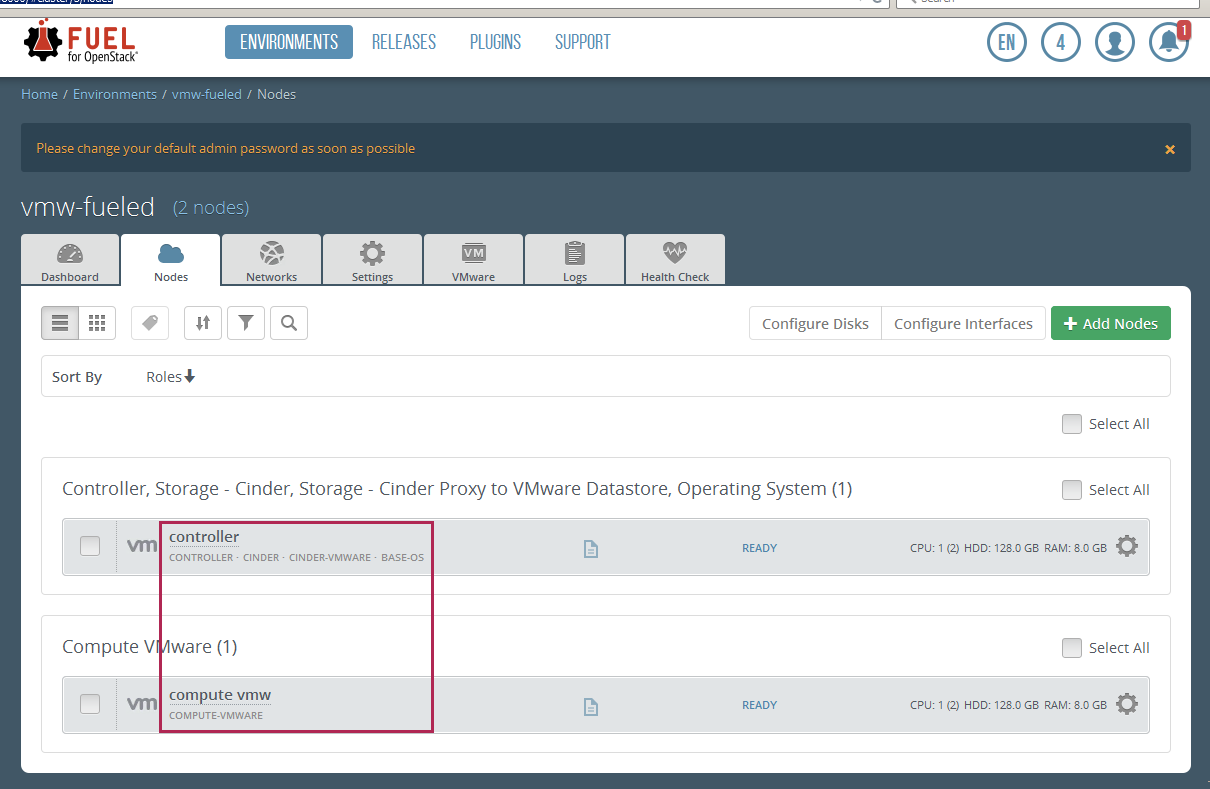 Search
FUEL
for OpenStack
ENVIRONMENTS RELEASES PLUGINS SUPPORT EN 4 1
Home / Environments / vmw-fueled / Nodes
Please change your default admin password as soon as possible ×
vmw-fueled (2 nodes)
VM
Dashboard Nodes Networks Settings VMware Logs Health Check
Configure Disks Configure Interfaces + Add Nodes
Sort By Roles
Select All
Controller, Storage - Cinder, Storage - Cinder Proxy to VMware Datastore, Operating System (1) Select All
vm controller READY CPU: 1 (2) HDD: 128.0 GB RAM: 8.0 GB
CONTROLLER · CINDER · CINDER-VMWARE · BASE-OS
Compute VMware (1) Select All
vm compute vmw READY CPU: 1 (2) HDD: 128.0 GB RAM: 8.0 GB
COMPUTE-VMWARE